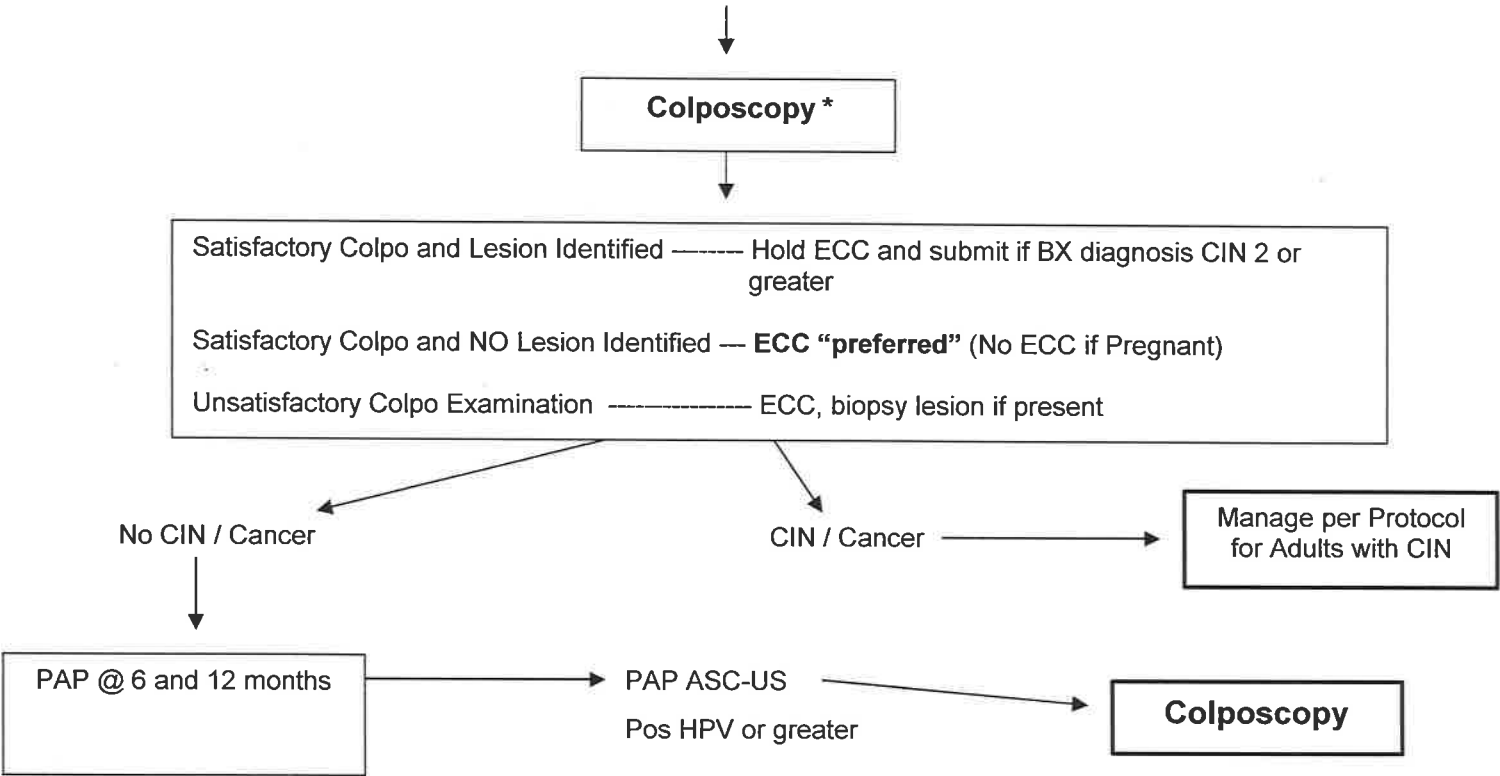 Colposcopy *
Satisfactory Colpo and Lesion Identified -------- Hold ECC and submit if BX diagnosis CIN 2 or
greater
Satisfactory Colpo and NO Lesion Identified --- ECC “preferred” (No ECC if Pregnant)
Unsatisfactory Colpo Examination ----------------- ECC, biopsy lesion if present
No CIN / Cancer
CIN / Cancer
Manage per Protocol
for Adults with CIN
PAP @ 6 and 12 months
PAP ASC-US
Pos HPV or greater
Colposcopy